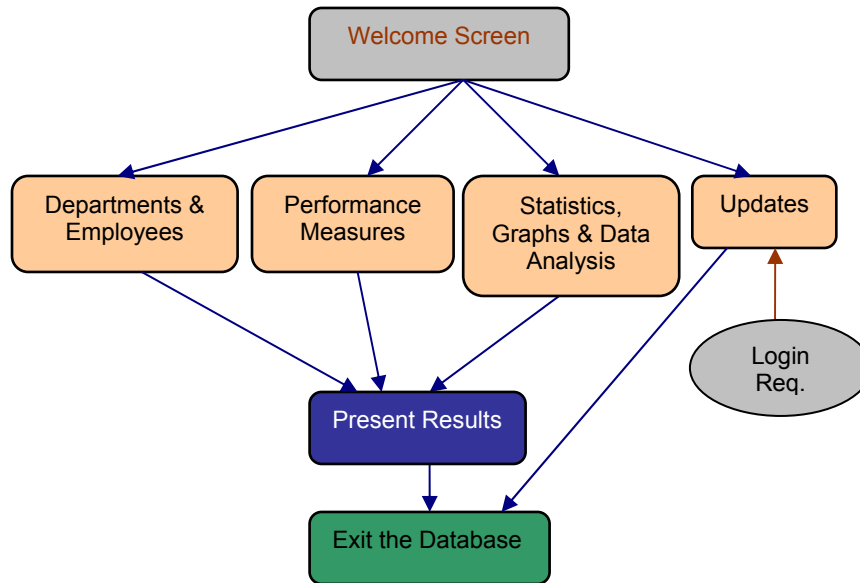 Welcome Screen
Departments &
Employees
Performance
Measures
Statistics,
Graphs & Data
Analysis
Updates
Login
Req.
Present Results
Exit the Database